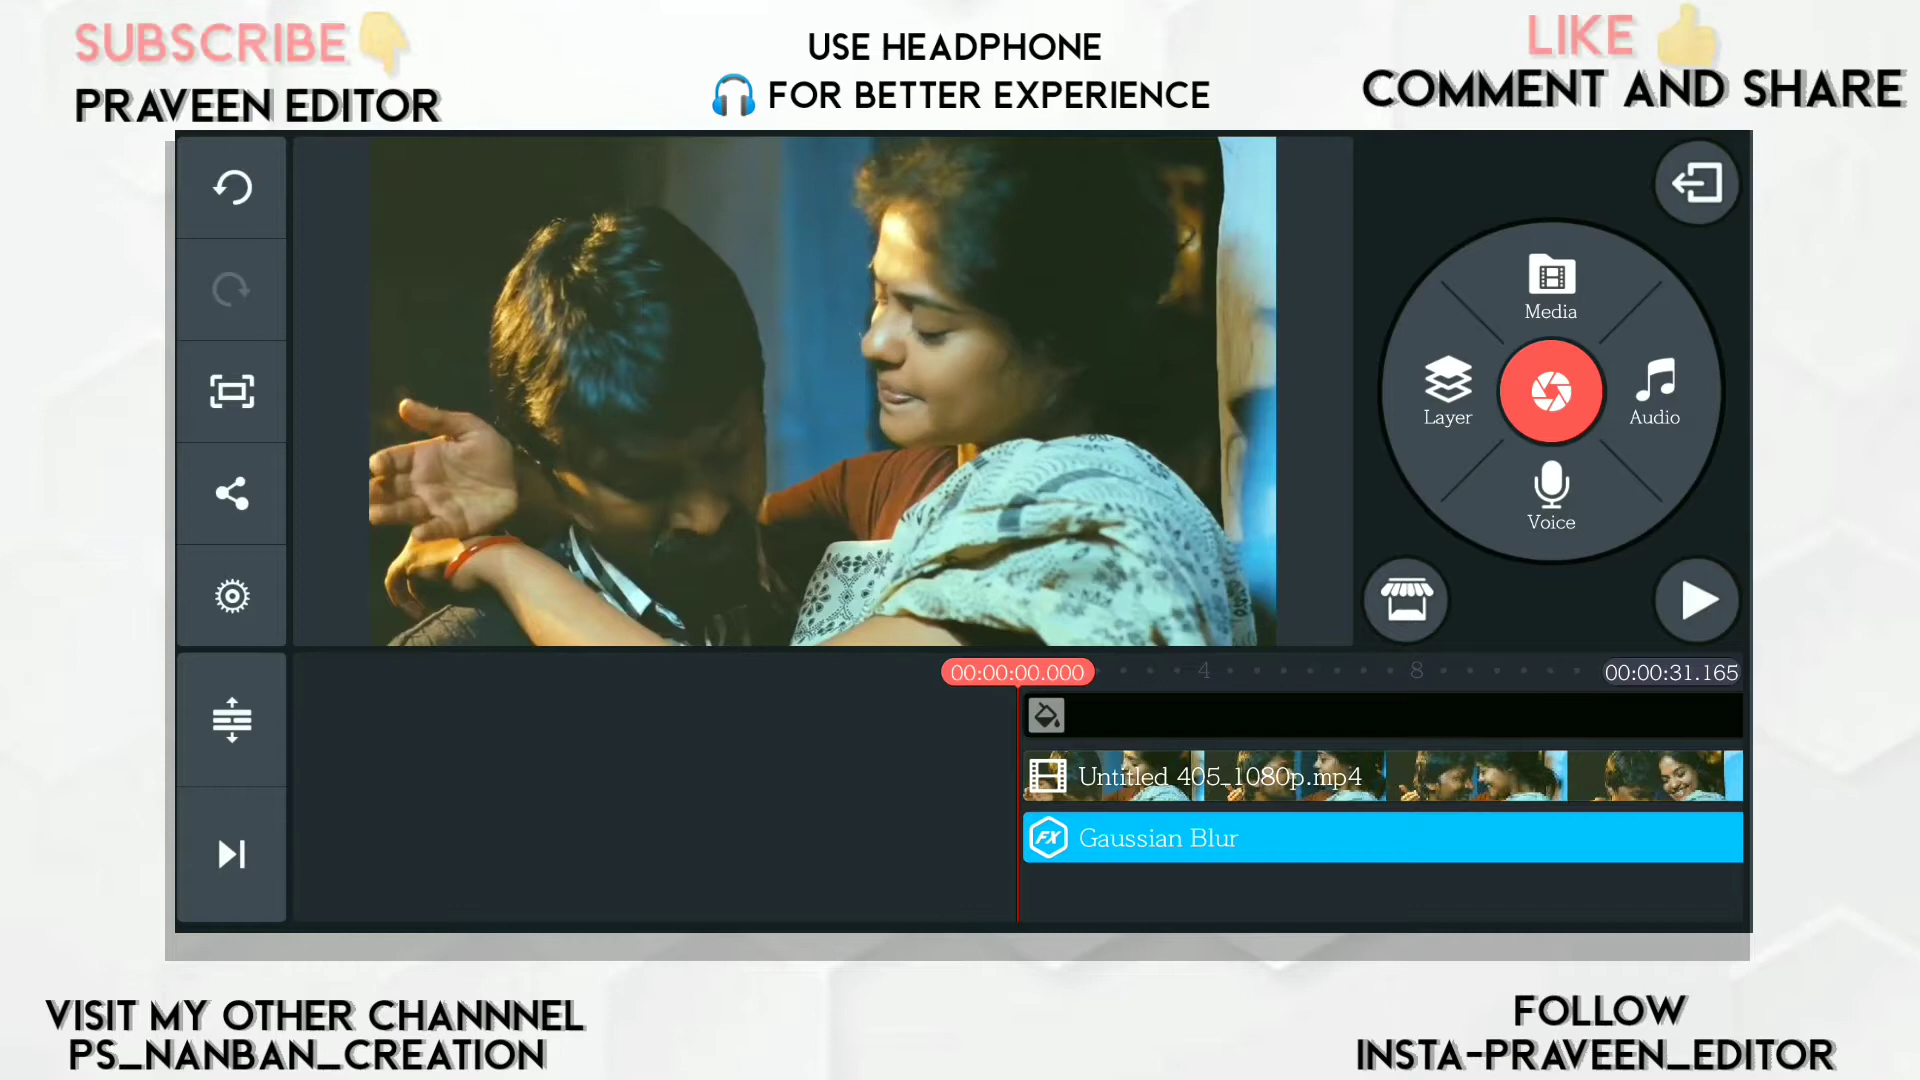 SUBSCRIBE👇
PRAVEEN EDITOR
USE HEADPHONE
🎧 FOR BETTER EXPERIENCE
LIKE 👍
COMMENT AND SHARE
Media
Layer
Audio
Voice
00:00:00.000
4
8
00:00:31.165
Untitled 405_1080p.mp4
FX
Gaussian Blur
VISIT MY OTHER CHANNNEL
PS_NANBAN_CREATION
FOLLOW
INSTA-PRAVEEN_EDITOR